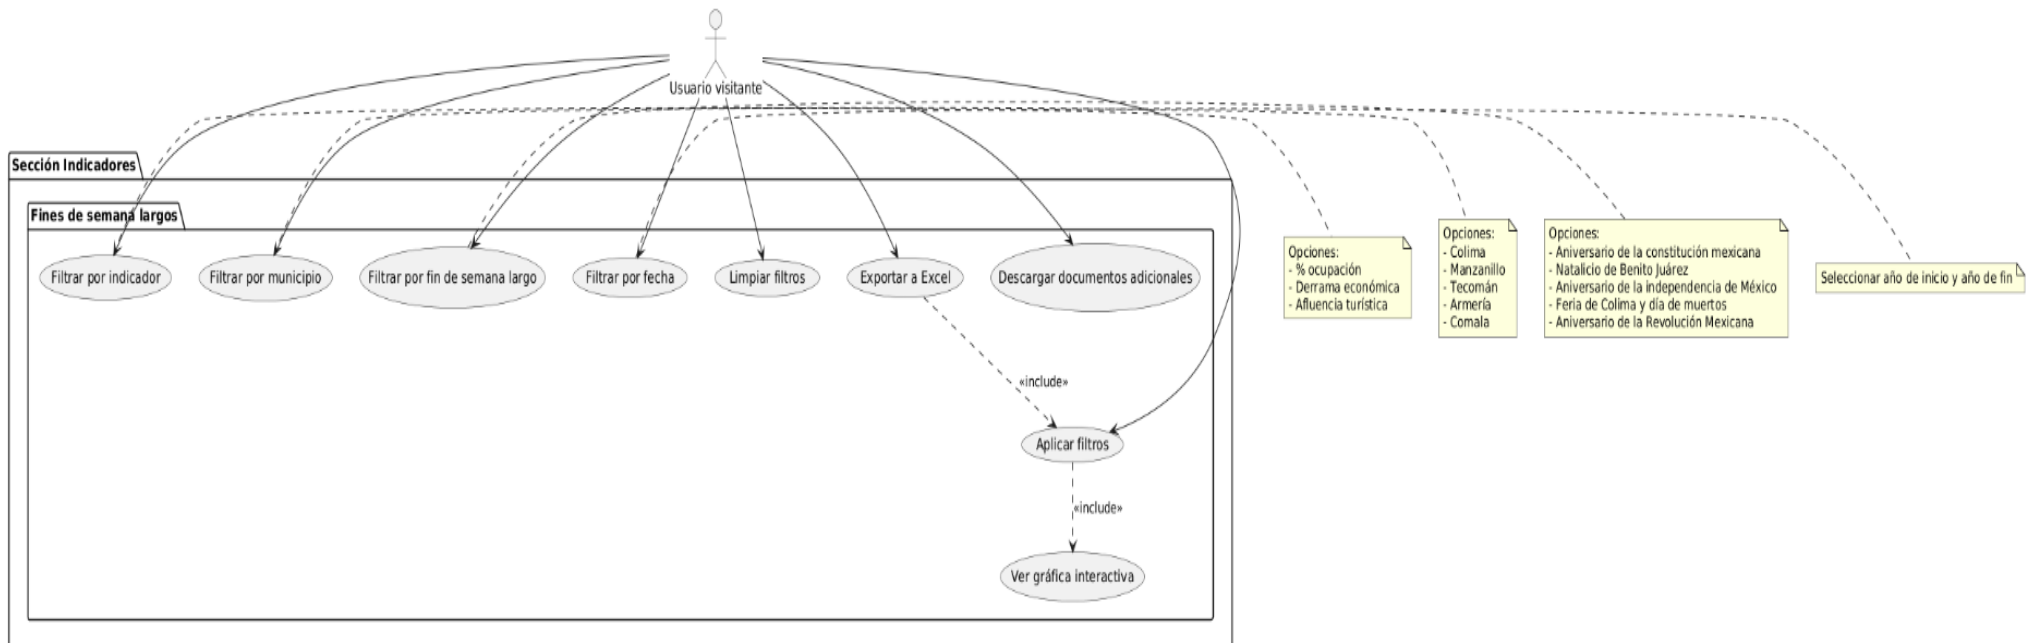 Usuario visitante
Sección Indicadores
Fines de semana largos
Filtrar por indicador
Filtrar por municipio
Filtrar por fin de semana largo
Filtrar por fecha
Limpiar filtros
Exportar a Excel
Descargar documentos adicionales
Opciones:
- % ocupación
- Derrama económica
- Afluencia turística
Opciones:
- Colima
- Manzanillo
- Tecomán
- Armería
- Comala
Opciones:
- Aniversario de la constitución mexicana
- Natalicio de Benito Juárez
- Aniversario de la independencia de México
- Feria de Colima y día de muertos
- Aniversario de la Revolución Mexicana
Seleccionar año de inicio y año de fin
«include»
Aplicar filtros
«include»
Ver gráfica interactiva